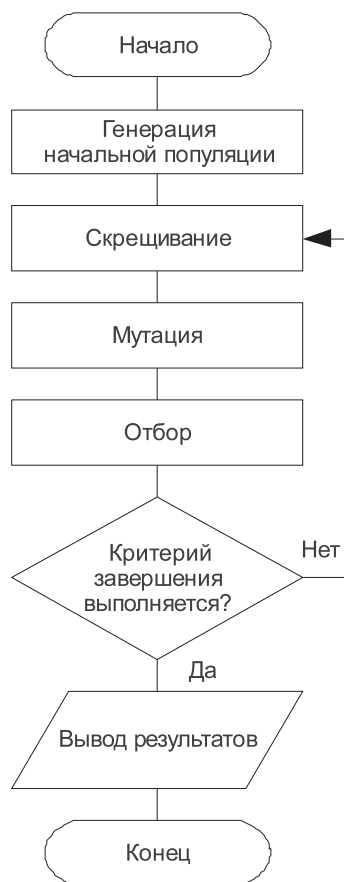 Начало
Генерация
начальной популяции
Скрещивание
Мутация
Отбор
Критерий
завершения
выполняется?
Нет
Да
Вывод результатов
Конец